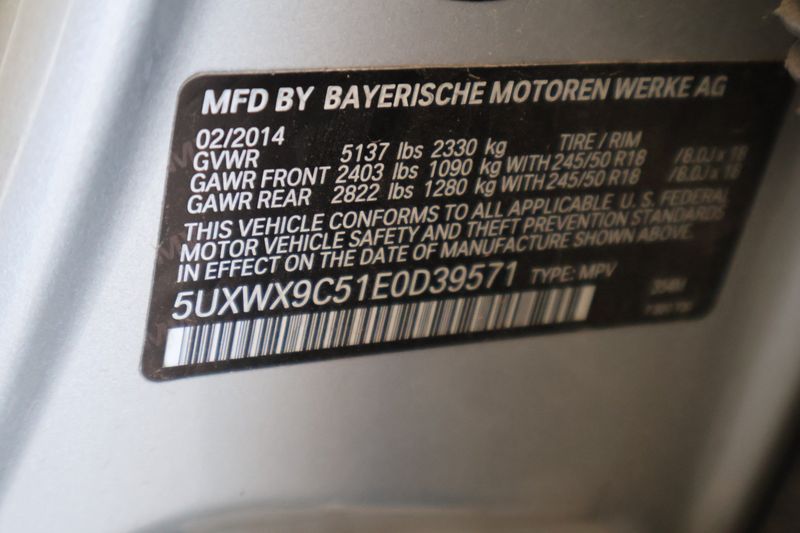 MFD BY BAYERISCHE MOTOREN WERKE AG
02/2014
GVWR 5137 lbs 2330 kg TIRE / RIM
GAWR FRONT 2403 lbs 1090 kg WITH 245/50 R18 /8.0J x 18
GAWR REAR 2822 lbs 1280 kg WITH 245/50 R18 /8.0J x 18
THIS VEHICLE CONFORMS TO ALL APPLICABLE U.S. FEDERAL
MOTOR VEHICLE SAFETY AND THEFT PREVENTION STANDARDS
IN EFFECT ON THE DATE OF MANUFACTURE SHOWN ABOVE.
5UXWX9C51E0D39571 TYPE: MPV